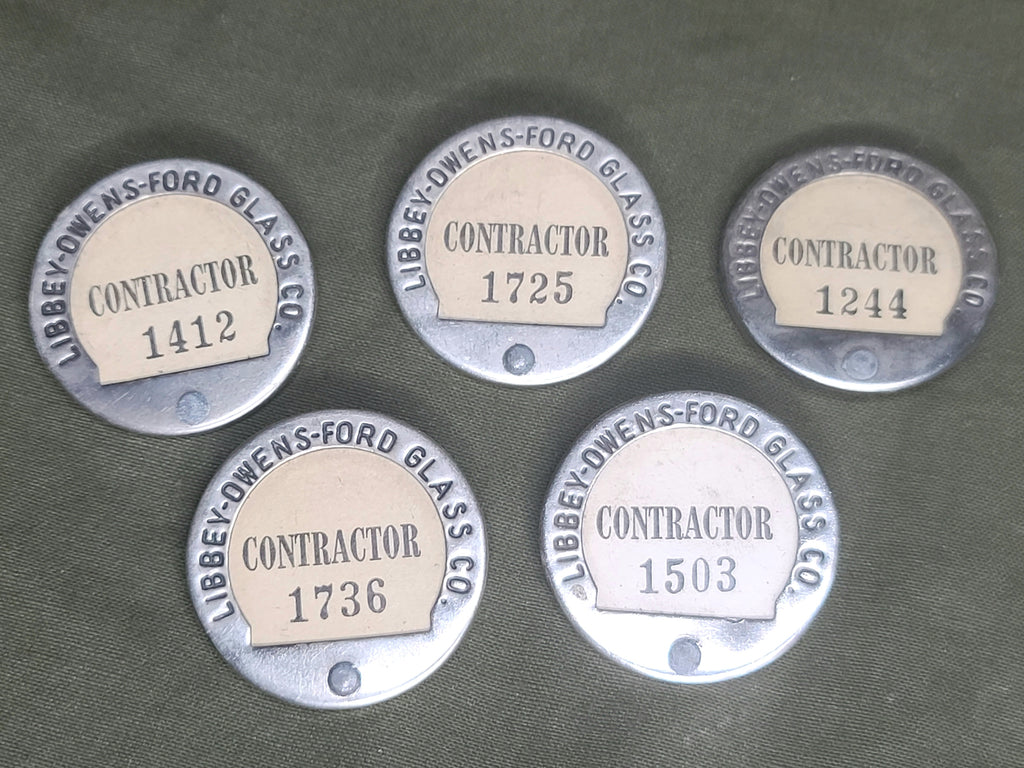 LIBBEY-OWENS-FORD GLASS CO.
CONTRACTOR
1412
LIBBEY-OWENS-FORD GLASS CO.
CONTRACTOR
1725
LIBBEY-OWENS-FORD GLASS CO.
CONTRACTOR
1244
LIBBEY-OWENS-FORD GLASS CO.
CONTRACTOR
1736
LIBBEY-OWENS-FORD GLASS CO.
CONTRACTOR
1503